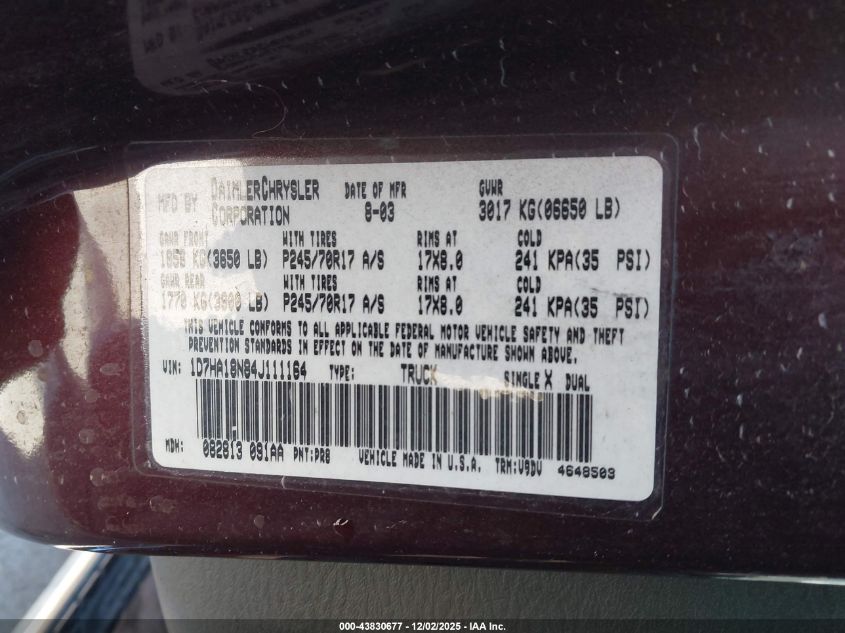 MFD BY DAIMLERCHRYSLER CORPORATION DATE OF MFR 8-03 GVWR 3017 KG(06650 LB)
GAWR FRONT WITH TIRES RIMS AT COLD
KG(3650 LB) P245/70R17 A/S 17X8.0 241 KPA(35 PSI)
GAWR REAR WITH TIRES RIMS AT COLD
1770 KG(3900 LB) P245/70R17 A/S 17X8.0 241 KPA(35 PSI)
THIS VEHICLE CONFORMS TO ALL APPLICABLE FEDERAL MOTOR VEHICLE SAFETY AND THEFT
PREVENTION STANDARDS IN EFFECT ON THE DATE OF MANUFACTURE SHOWN ABOVE.
VIN: 1D7HA18N84J111164 TYPE: TRUCK SINGLE X DUAL
MDH: 082813 091AA PNT:PR8 VEHICLE MADE IN U.S.A. TRM:V9DV 4648503
000-43830677 - 12/02/2025 - IAA Inc.